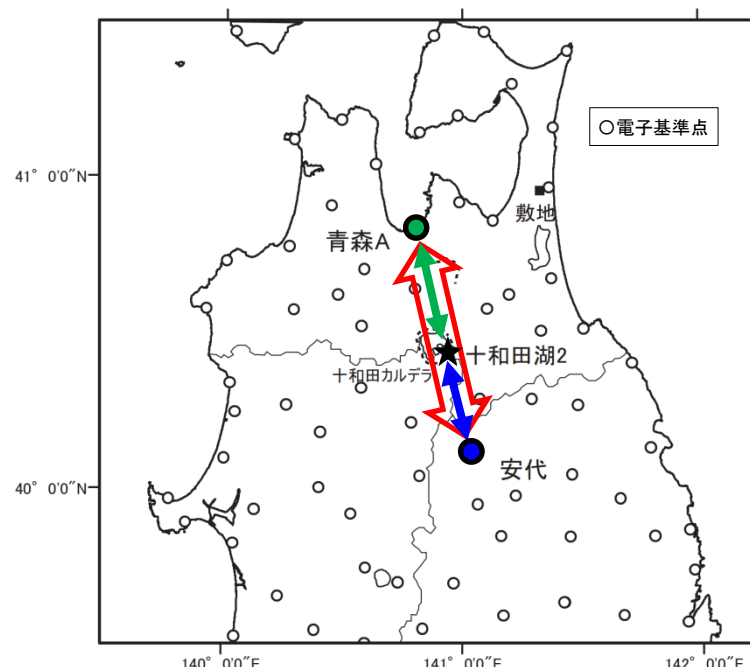 ○電子基準点
41° 0'0"N
敷地
青森A
十和田湖2
十和田カルデラ
安代
40° 0'0"N
140° 0'0"E
141° 0'0"E
142° 0'0"E